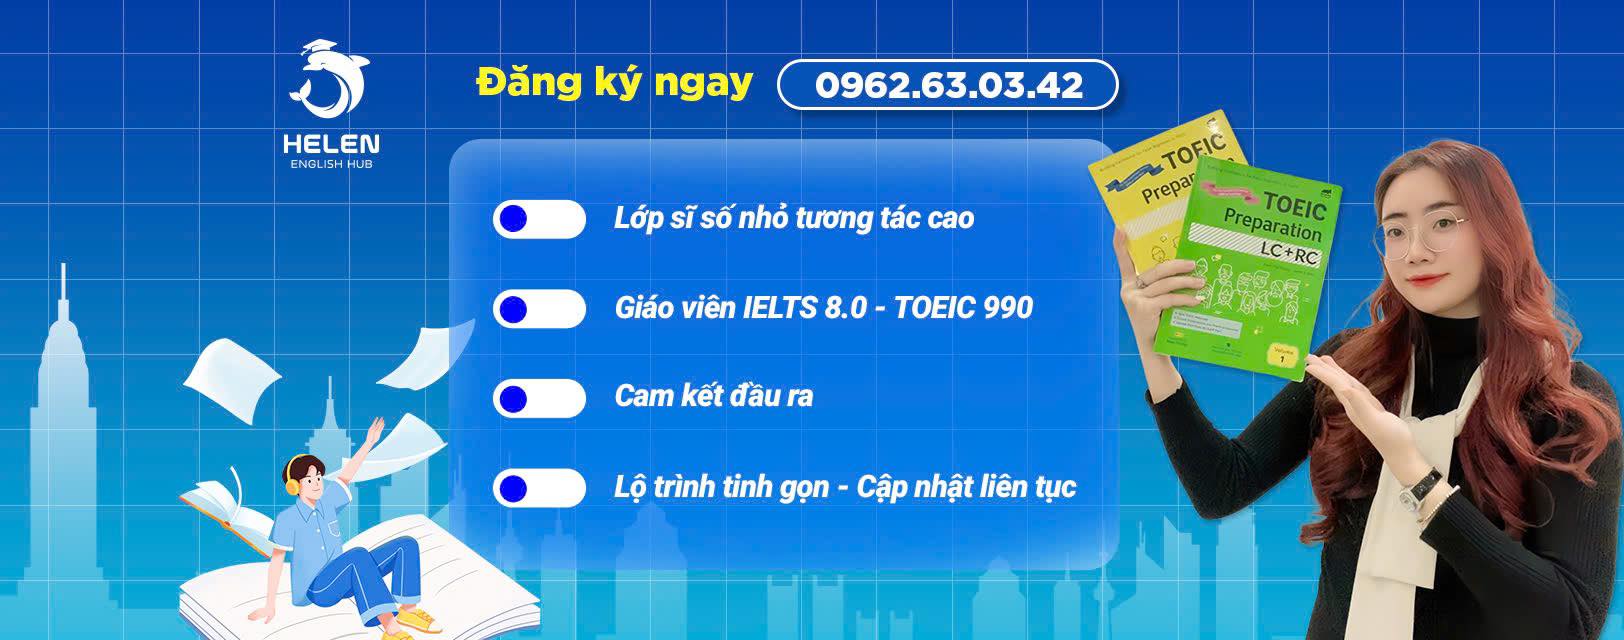 HELEN
ENGLISH HUB
Đăng ký ngay
0962.63.03.42
Lớp sĩ số nhỏ tương tác cao
Giáo viên IELTS 8.0 - TOEIC 990
Cam kết đầu ra
Lộ trình tinh gọn - Cập nhật liên tục
TOEIC
TOEIC
Preparation
LC+RC
Volume
1